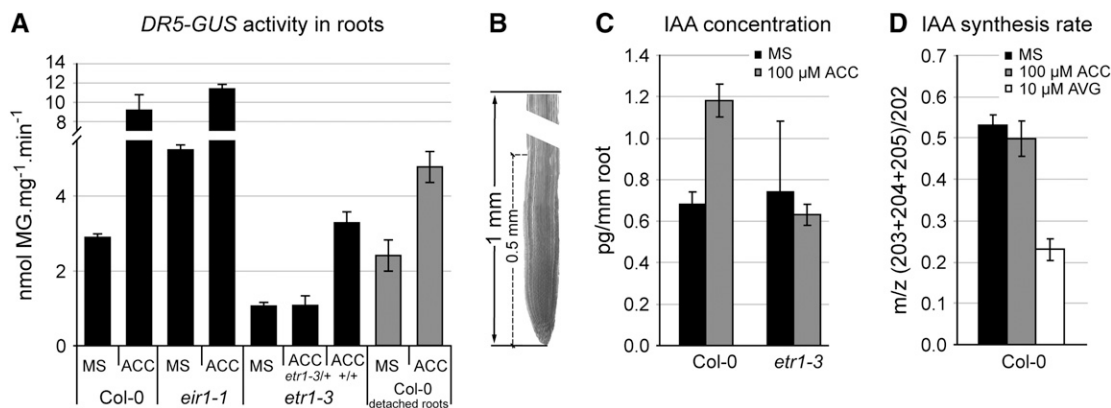 A
DR5-GUS activity in roots
nmol MG.mg⁻¹.min⁻¹
14
12
10
8
4
2
0
MS
ACC
MS
ACC
MS
ACC
etr1-3/+
ACC
+/+
MS
ACC
Col-0
eir1-1
etr1-3
Col-0
detached roots
B
1 mm
0.5 mm
C
IAA concentration
MS
100 µM ACC
pg/mm root
1.4
1.2
1.0
0.8
0.6
0.4
0.2
0.0
Col-0
etr1-3
D
IAA synthesis rate
MS
100 µM ACC
10 µM AVG
m/z (203+204+205)/202
0.7
0.6
0.5
0.4
0.3
0.2
0.1
0
Col-0